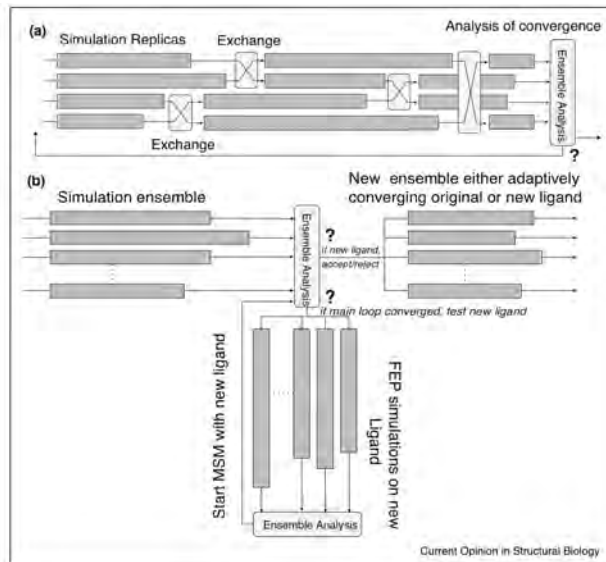 (a)
Simulation Replicas
Exchange
Analysis of convergence
Ensemble Analysis
Exchange
?
(b)
Simulation ensemble
New ensemble either adaptively
converging original or new ligand
Ensemble Analysis
?
if new ligand,
accept/reject
?
if main loop converged, test new ligand
Start MSM with new ligand
FEP simulations on new
Ligand
Ensemble Analysis
Current Opinion in Structural Biology